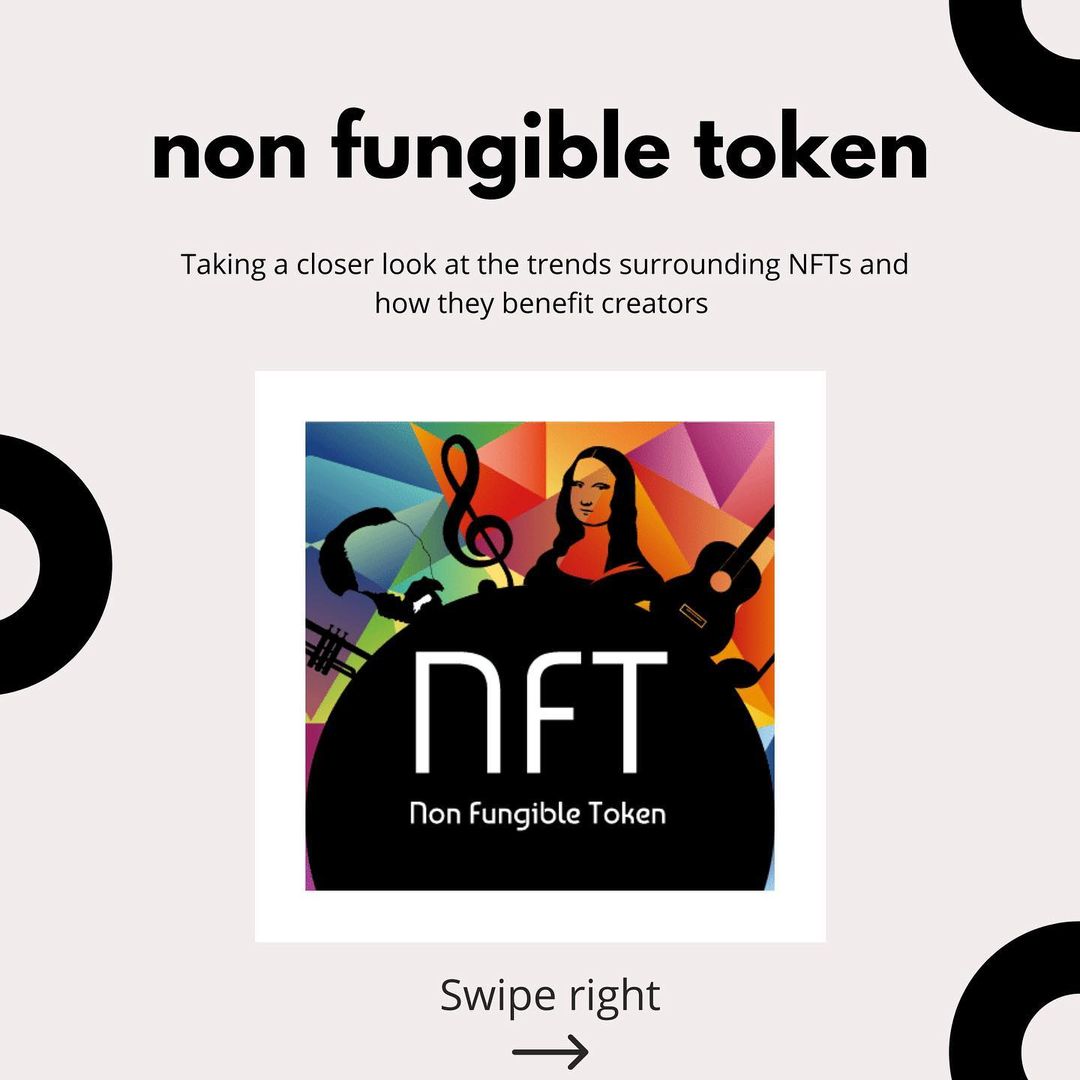 non fungible token
Taking a closer look at the trends surrounding NFTs and
how they benefit creators
NFT
Non Fungible Token
Swipe right